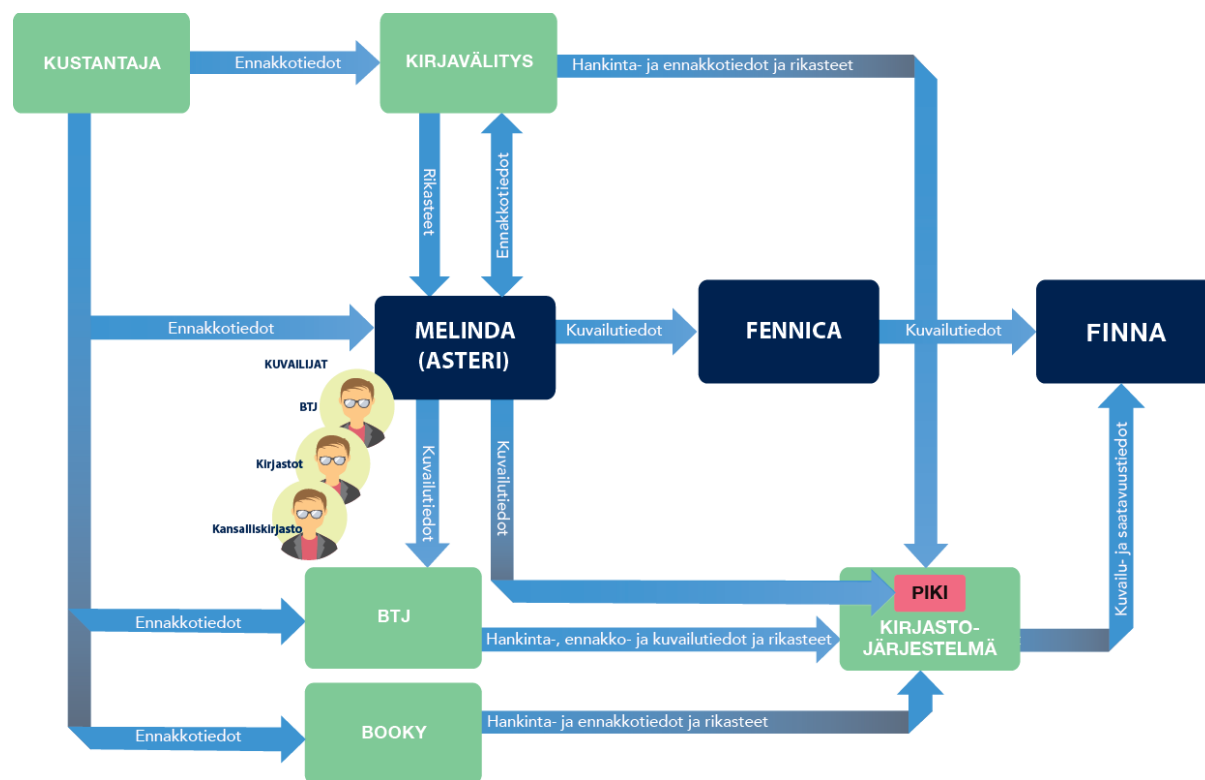 KUSTANTAJA
Ennakkotiedot
KIRJAVÄLITYS
Hankinta- ja ennakkotiedot ja rikasteet
Rikasteet
Ennakkotiedot
Ennakkotiedot
MELINDA
(ASTERI)
Kuvailutiedot
FENNICA
Kuvailutiedot
FINNA
KUVAILIJAT
BTJ
Kirjastot
Kansalliskirjasto
Kuvailutiedot
Kuvailutiedot
Kuvailu- ja saatavuustiedot
Ennakkotiedot
BTJ
Hankinta-, ennakko- ja kuvailutiedot ja rikasteet
PIKI
KIRJASTO-
JÄRJESTELMÄ
Ennakkotiedot
BOOKY
Hankinta- ja ennakkotiedot ja rikasteet